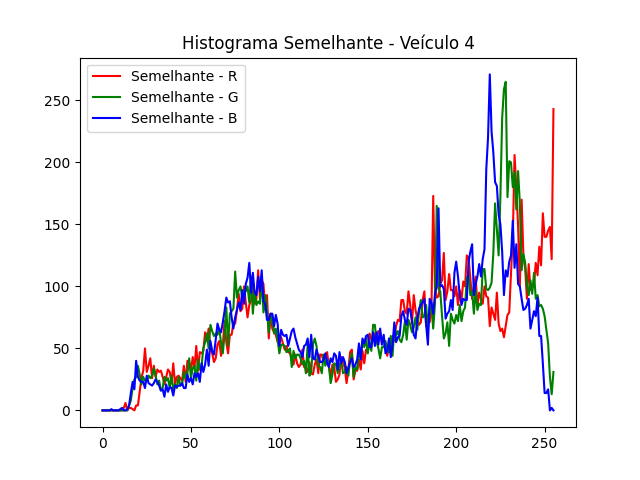 Histograma Semelhante - Veículo 4
Semelhante - R
Semelhante - G
Semelhante - B
250
200
150
100
50
0
0 50 100 150 200 250